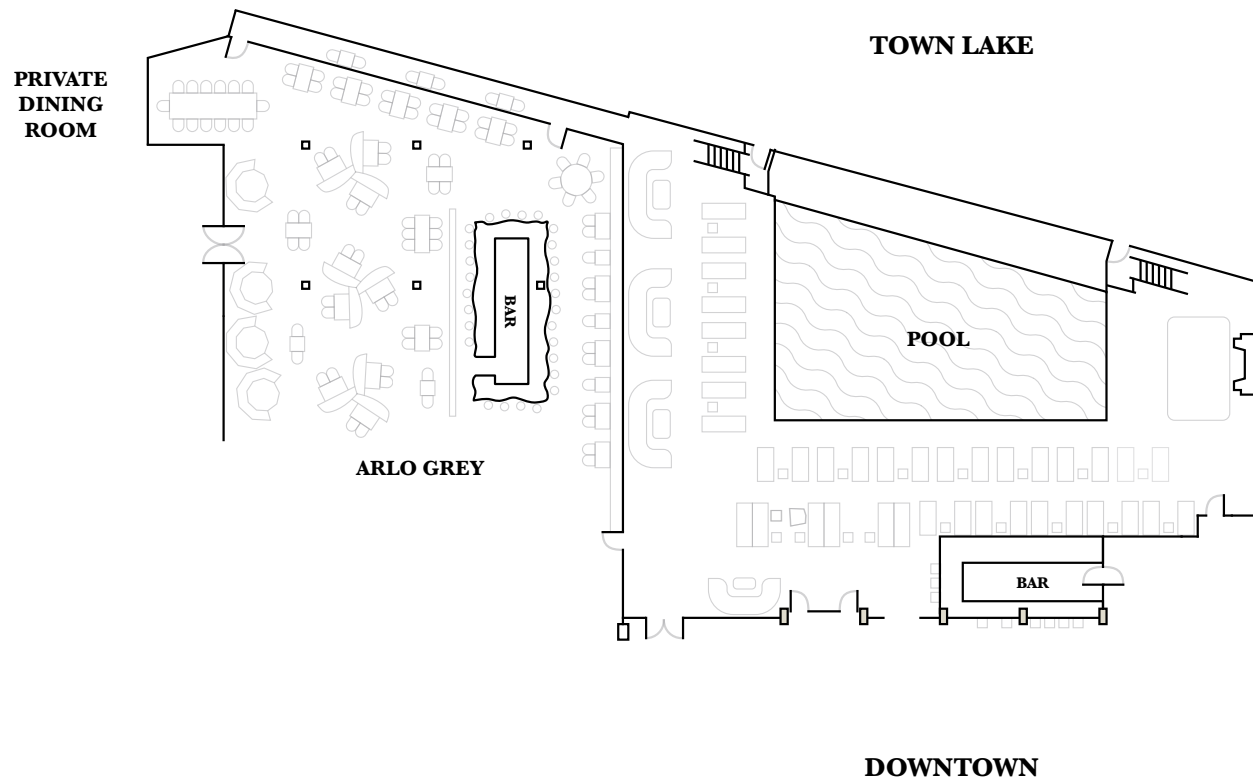 TOWN LAKE
PRIVATE
DINING
ROOM
BAR
POOL
ARLO GREY
BAR
DOWNTOWN